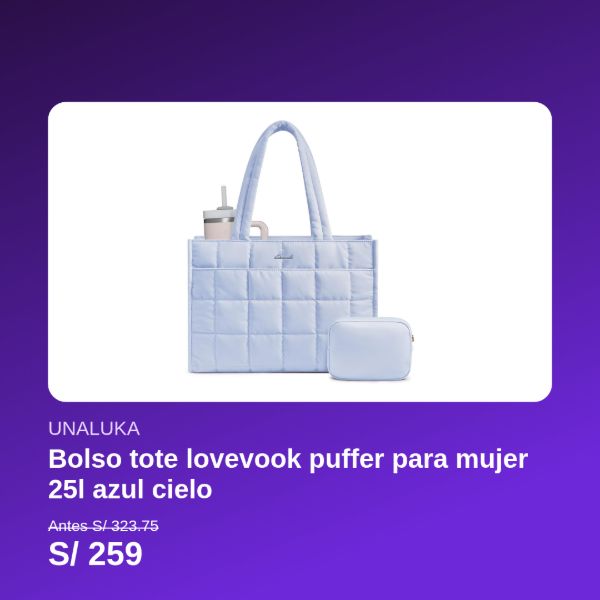 UNALUKA
Bolso tote lovevook puffer para mujer
25l azul cielo
Antes S/ 323.75
S/ 259